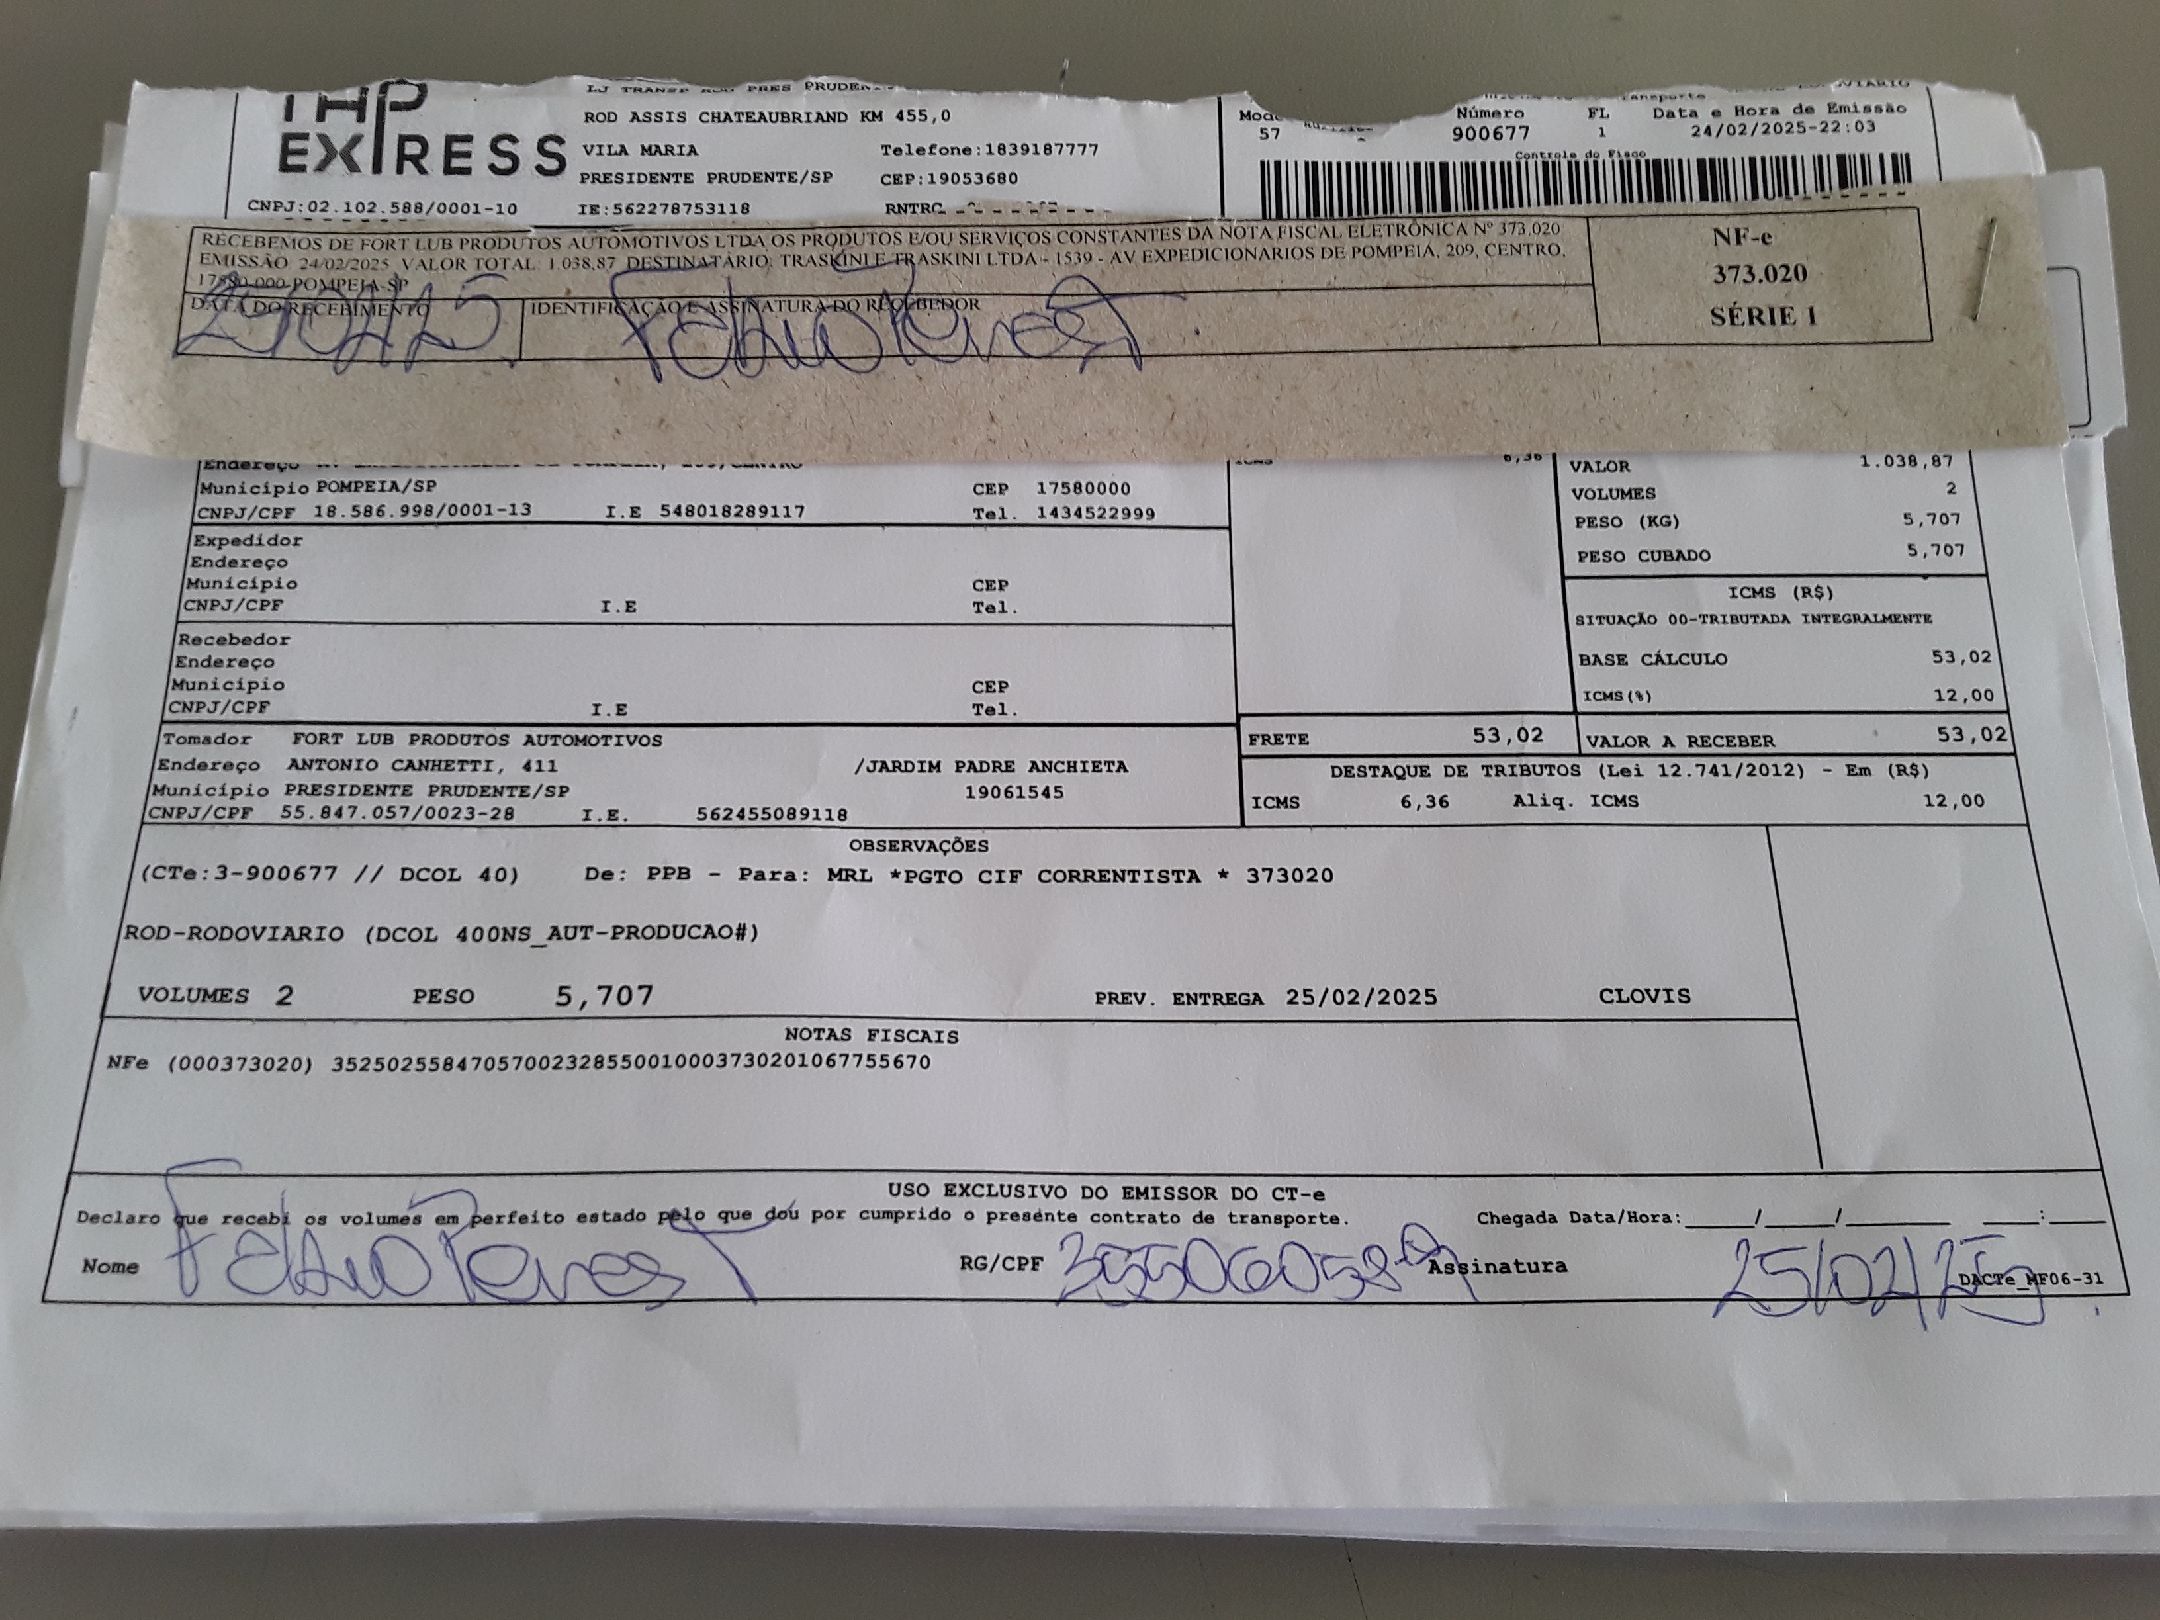 THP
EXPRESS
ROD ASSIS CHATEAUBRIAND KM 455,0
VILA MARIA Telefone:1839187777
PRESIDENTE PRUDENTE/SP CEP:19053680
CNPJ:02.102.588/0001-10 IE:562278753118 RNTRC
Número FL Data e Hora de Emissão
57 900677 1 24/02/2025-22:03
Controle do Fisco
RECEBEMOS DE FORT LUB PRODUTOS AUTOMOTIVOS LTDA OS PRODUTOS E/OU SERVIÇOS CONSTANTES DA NOTA FISCAL ELETRÔNICA Nº 373.020
EMISSÃO 24/02/2025 VALOR TOTAL: 1.038,87 DESTINATÁRIO: TRASKINI E TRASKINI LTDA - 1539 - AV EXPEDICIONARIOS DE POMPEIA, 209, CENTRO,
17580-000-POMPEIA-SP
DATA DO RECEBIMENTO IDENTIFICAÇÃO E ASSINATURA DO RECEBEDOR
NF-e
373.020
SÉRIE 1
Endereço
Município POMPEIA/SP CEP 17580000
CNPJ/CPF 18.586.998/0001-13 I.E 548018289117 Tel. 1434522999
Expedidor
Endereço
Município CEP
CNPJ/CPF I.E Tel.
Recebedor
Endereço
Município CEP
CNPJ/CPF I.E Tel.
Tomador FORT LUB PRODUTOS AUTOMOTIVOS
Endereço ANTONIO CANHETTI, 411 /JARDIM PADRE ANCHIETA
Município PRESIDENTE PRUDENTE/SP 19061545
CNPJ/CPF 55.847.057/0023-28 I.E. 562455089118
ICMS 6,36
VALOR 1.038,87
VOLUMES 2
PESO (KG) 5,707
PESO CUBADO 5,707
ICMS (R$)
SITUAÇÃO 00-TRIBUTADA INTEGRALMENTE
BASE CÁLCULO 53,02
ICMS(%) 12,00
FRETE 53,02 VALOR A RECEBER 53,02
DESTAQUE DE TRIBUTOS (Lei 12.741/2012) - Em (R$)
ICMS 6,36 Aliq. ICMS 12,00
OBSERVAÇÕES
(CTe:3-900677 // DCOL 40) De: PPB - Para: MRL *PGTO CIF CORRENTISTA * 373020
ROD-RODOVIARIO (DCOL 400NS_AUT-PRODUCAO#)
VOLUMES 2 PESO 5,707 PREV. ENTREGA 25/02/2025 CLOVIS
NOTAS FISCAIS
NFe (000373020) 35250255847057002328550010003730201067755670
USO EXCLUSIVO DO EMISSOR DO CT-e
Declaro que recebi os volumes em perfeito estado pelo que dou por cumprido o presente contrato de transporte. Chegada Data/Hora:_____/_____/_______ ___:___
Nome RG/CPF Assinatura 25/02/25
DACTe_MF06-31